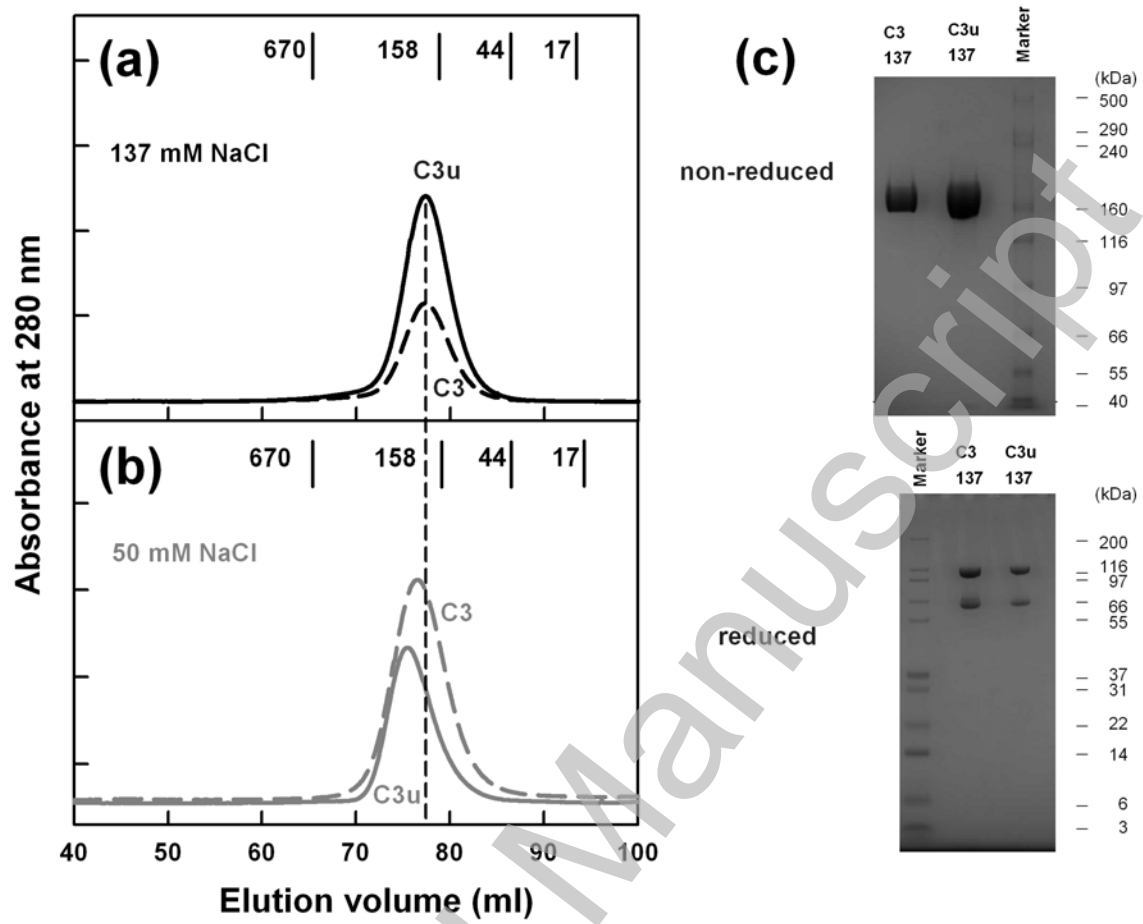 (a)
670 158 44 17
137 mM NaCl
C3u
C3
(b)
670 158 44 17
50 mM NaCl
C3
C3u
Absorbance at 280 nm
40 50 60 70 80 90 100
Elution volume (ml)
(c)
C3 C3u Marker
137 137
(kDa)
500
290
240
160
116
97
66
55
40
non-reduced
Marker C3 C3u
137 137
(kDa)
200
116
97
66
55
37
31
22
14
6
3
reduced
Manuscript